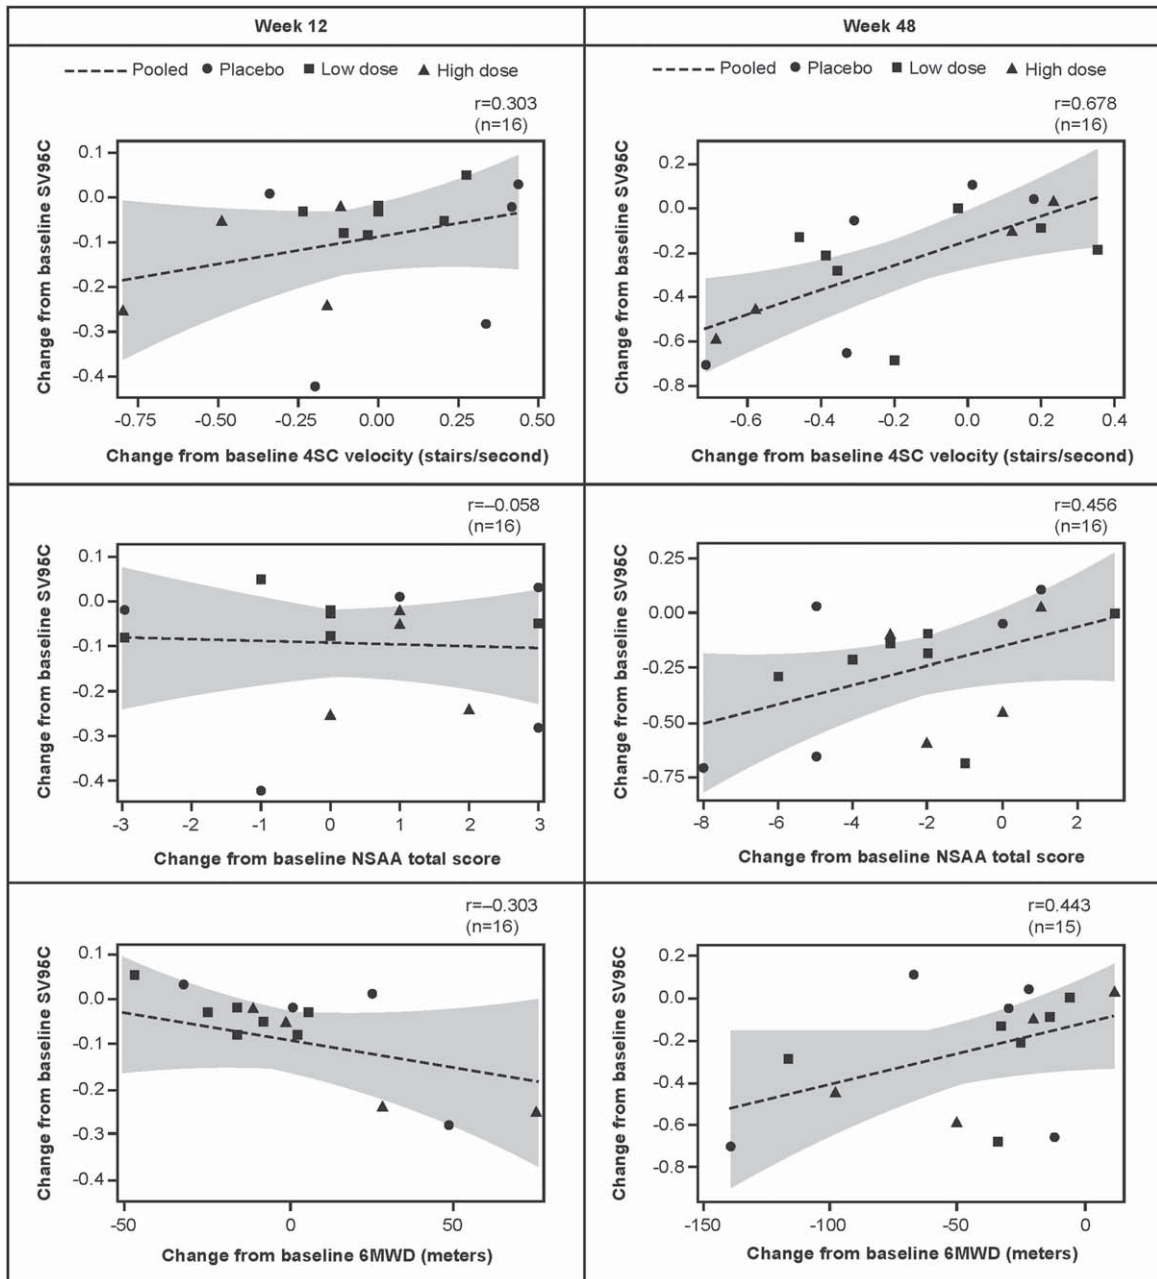 Week 12
Week 48
Pooled Placebo Low dose High dose
r=0.303
(n=16)
Change from baseline SV95C
0.1
0.0
-0.1
-0.2
-0.3
-0.4
-0.75 -0.50 -0.25 0.00 0.25 0.50
Change from baseline 4SC velocity (stairs/second)
Pooled Placebo Low dose High dose
r=0.678
(n=16)
Change from baseline SV95C
0.2
0.0
-0.2
-0.4
-0.6
-0.8
-0.6 -0.4 -0.2 0.0 0.2 0.4
Change from baseline 4SC velocity (stairs/second)
r=–0.058
(n=16)
Change from baseline SV95C
0.1
0.0
-0.1
-0.2
-0.3
-0.4
-3 -2 -1 0 1 2 3
Change from baseline NSAA total score
r=0.456
(n=16)
Change from baseline SV95C
0.25
0.00
-0.25
-0.50
-0.75
-8 -6 -4 -2 0 2
Change from baseline NSAA total score
r=–0.303
(n=16)
Change from baseline SV95C
0.1
0.0
-0.1
-0.2
-0.3
-0.4
-50 0 50
Change from baseline 6MWD (meters)
r=0.443
(n=15)
Change from baseline SV95C
0.2
0.0
-0.2
-0.4
-0.6
-0.8
-150 -100 -50 0
Change from baseline 6MWD (meters)